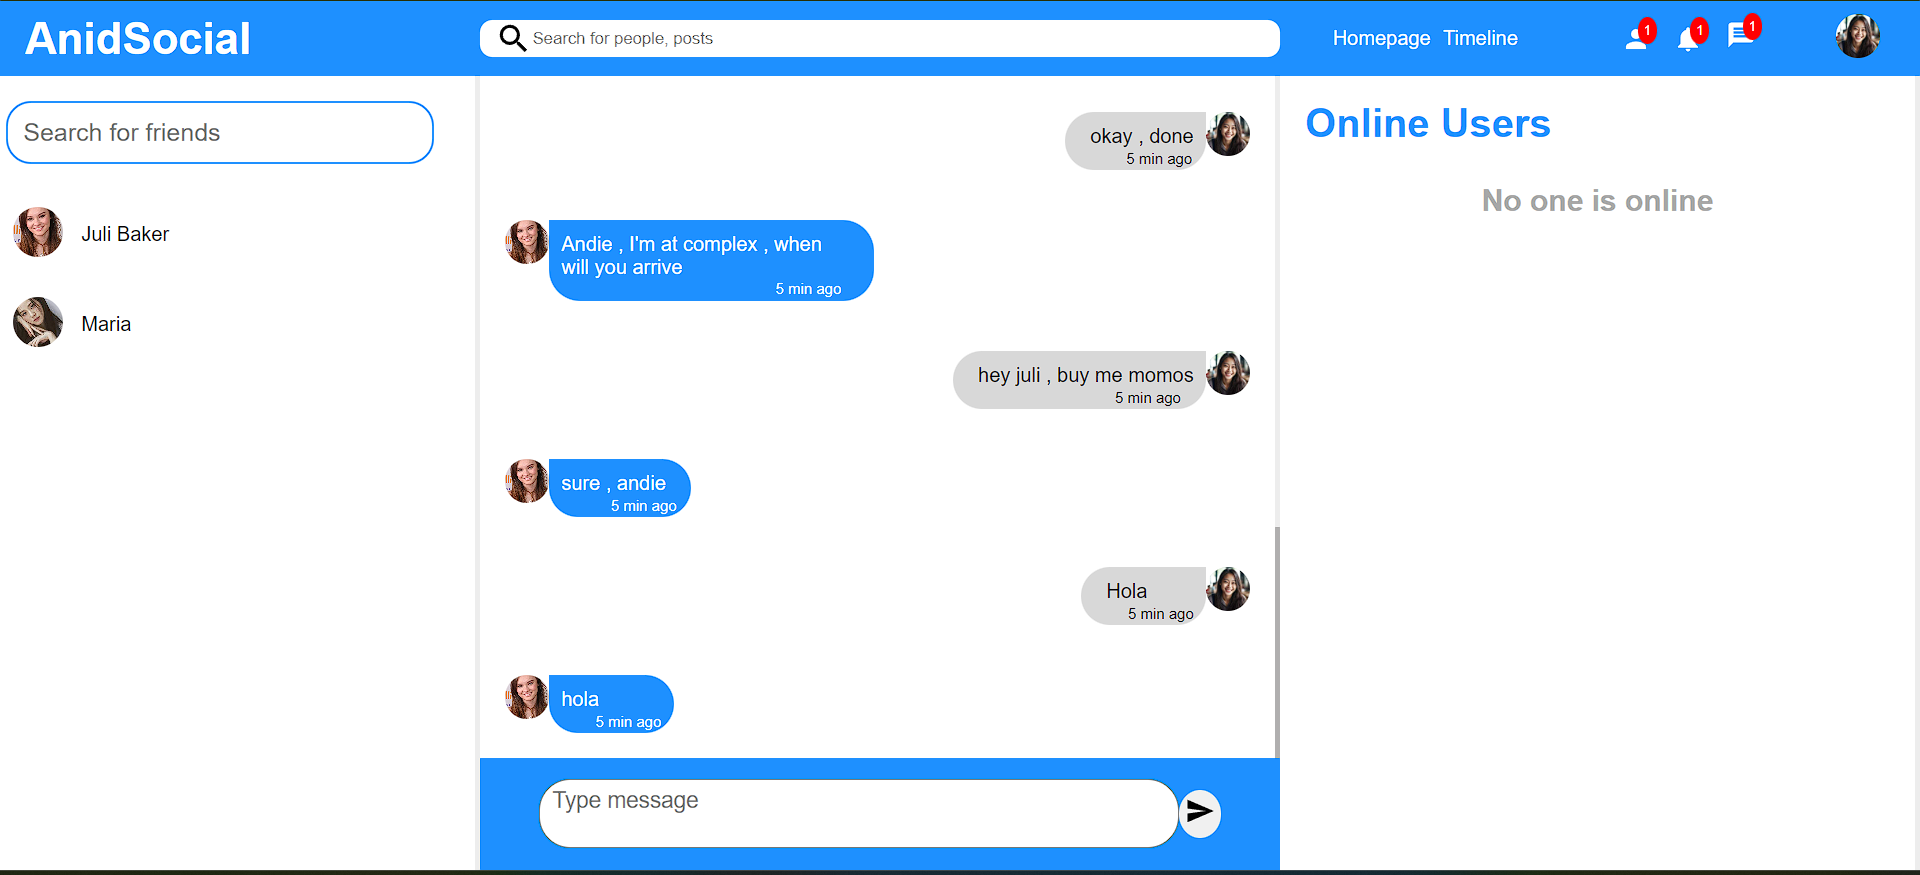 AnidSocial
Search for people, posts
Homepage Timeline
1
1
1
Search for friends
Juli Baker
Maria
okay , done
5 min ago
Andie , I'm at complex , when
will you arrive
5 min ago
hey juli , buy me momos
5 min ago
sure , andie
5 min ago
Hola
5 min ago
hola
5 min ago
Type message
Online Users
No one is online